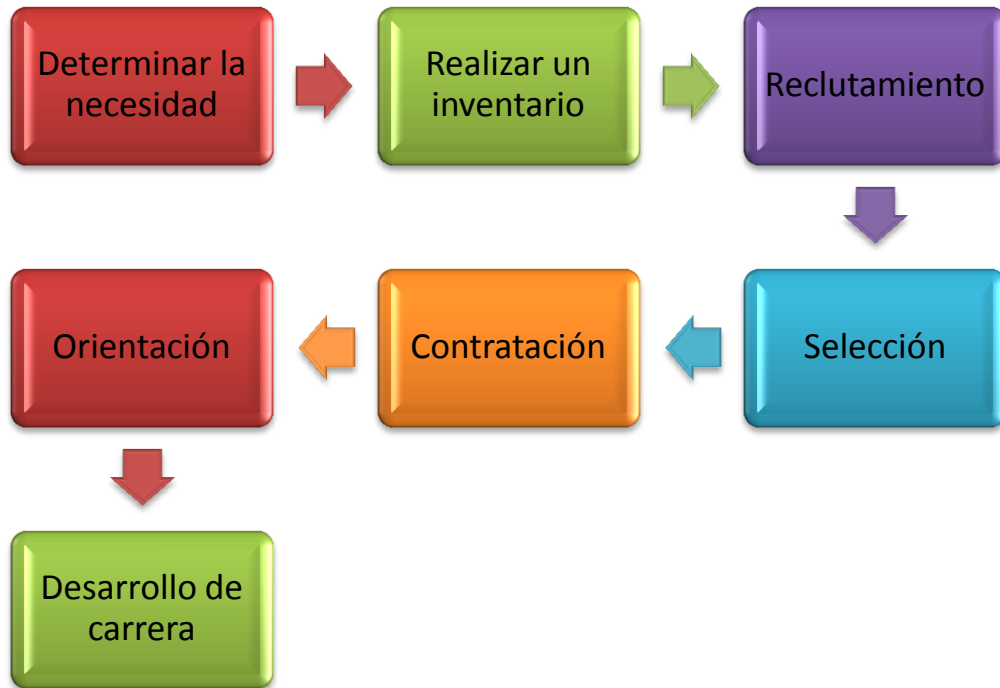 Determinar la
necesidad
Realizar un
inventario
Reclutamiento
Selección
Contratación
Orientación
Desarrollo de
carrera